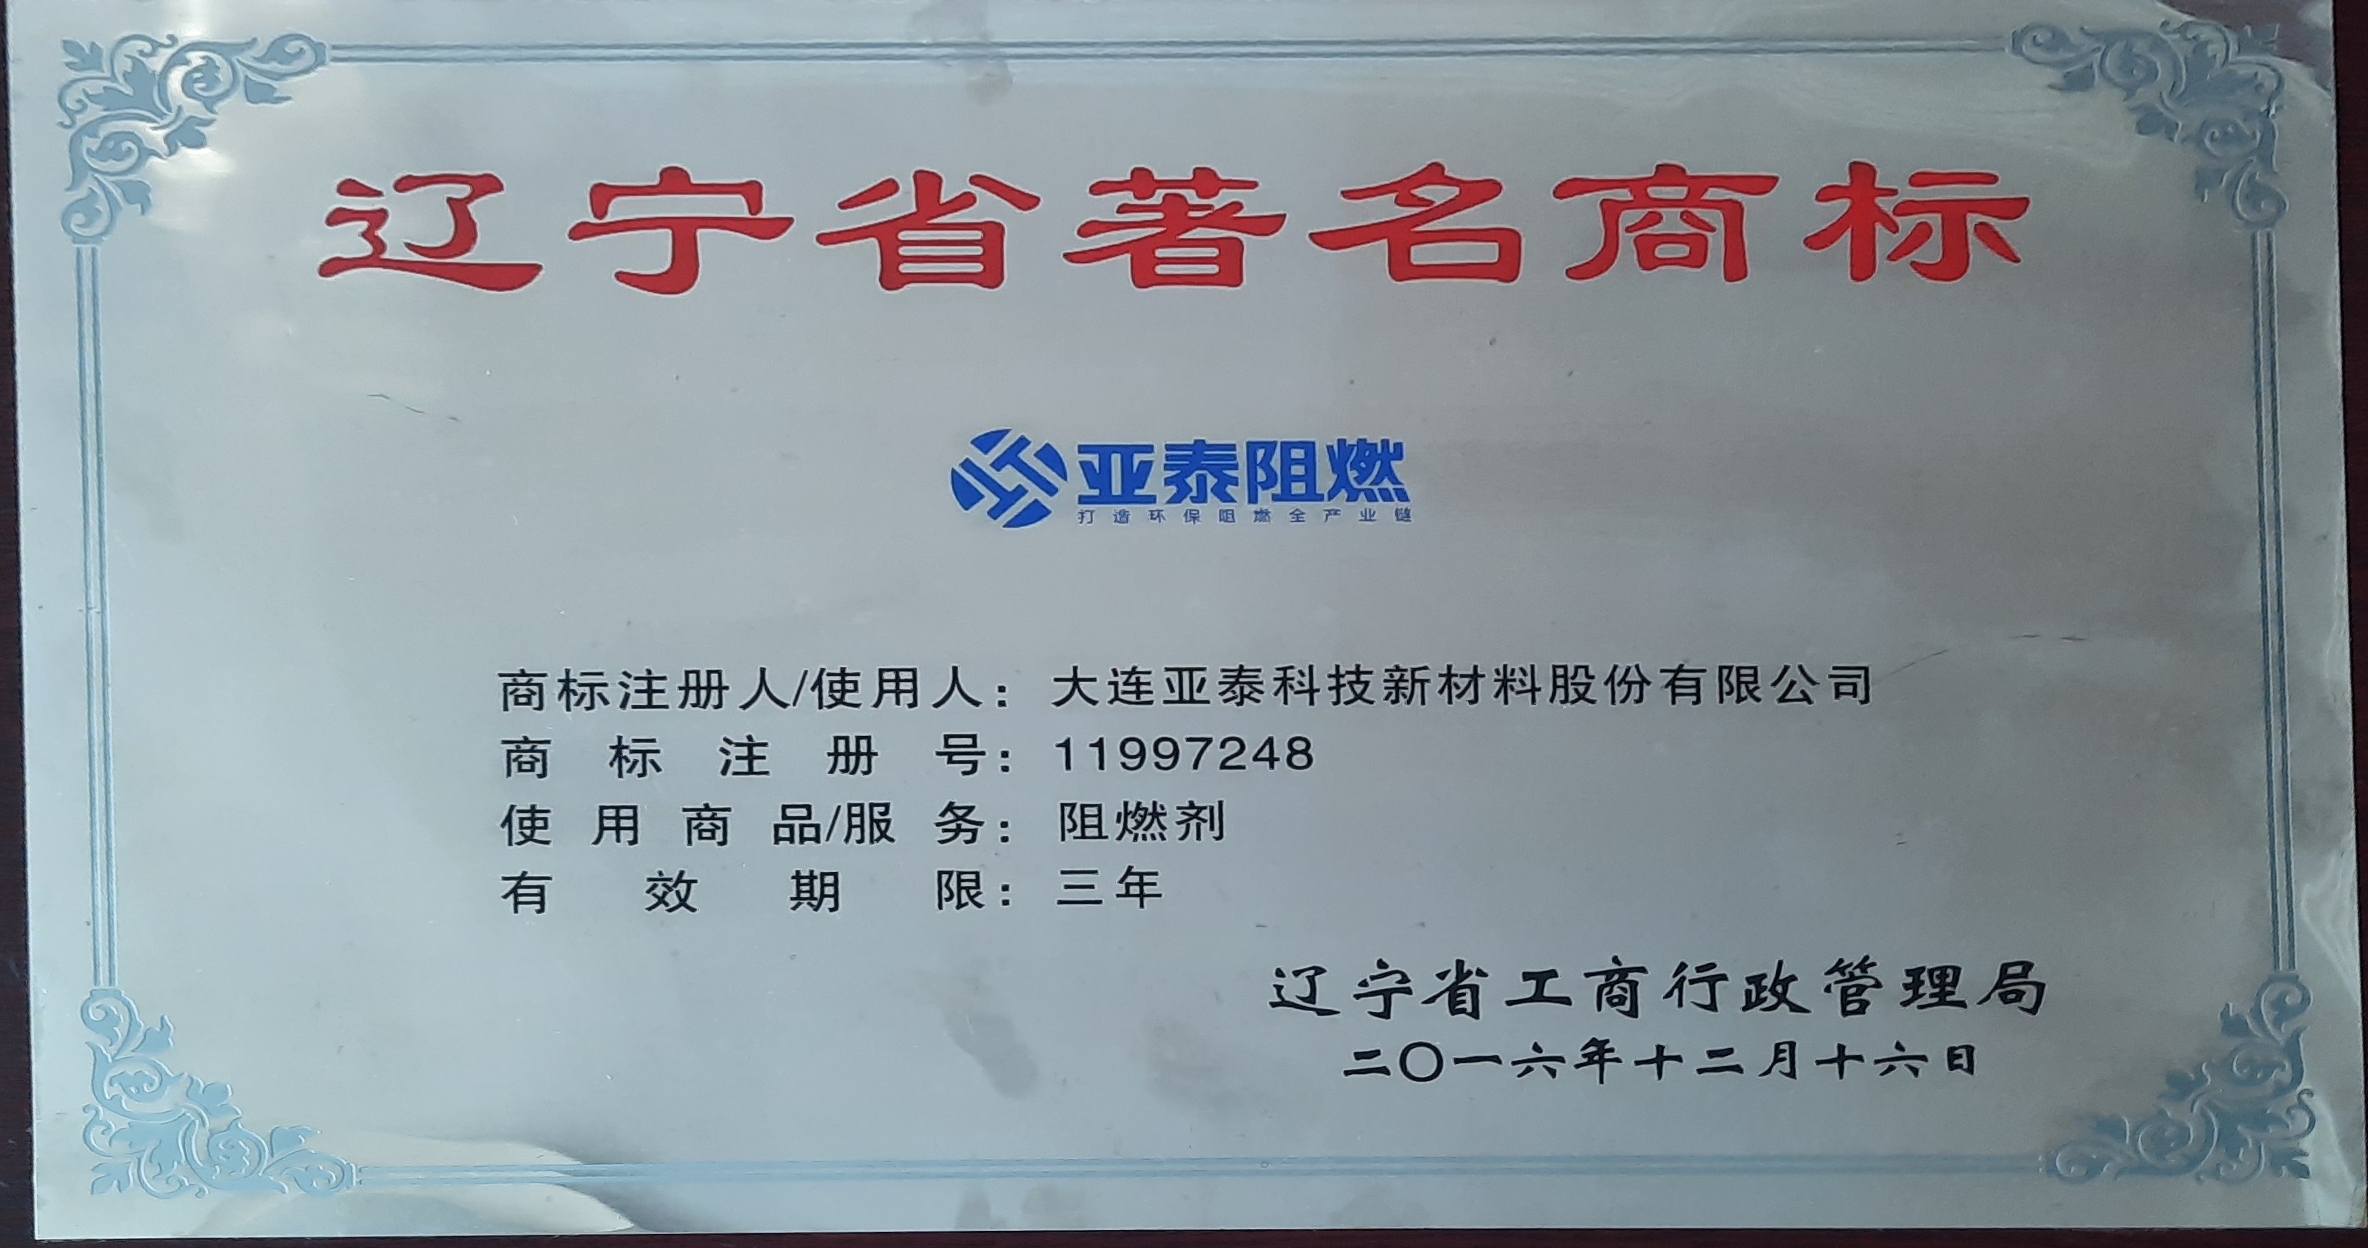 辽宁省著名商标
亚泰阻燃
打造环保阻燃全产业链
商标注册人/使用人：大连亚泰科技新材料股份有限公司
商标注册号：11997248
使用商品/服务：阻燃剂
有效期限：三年
辽宁省工商行政管理局
二〇一六年十二月十六日